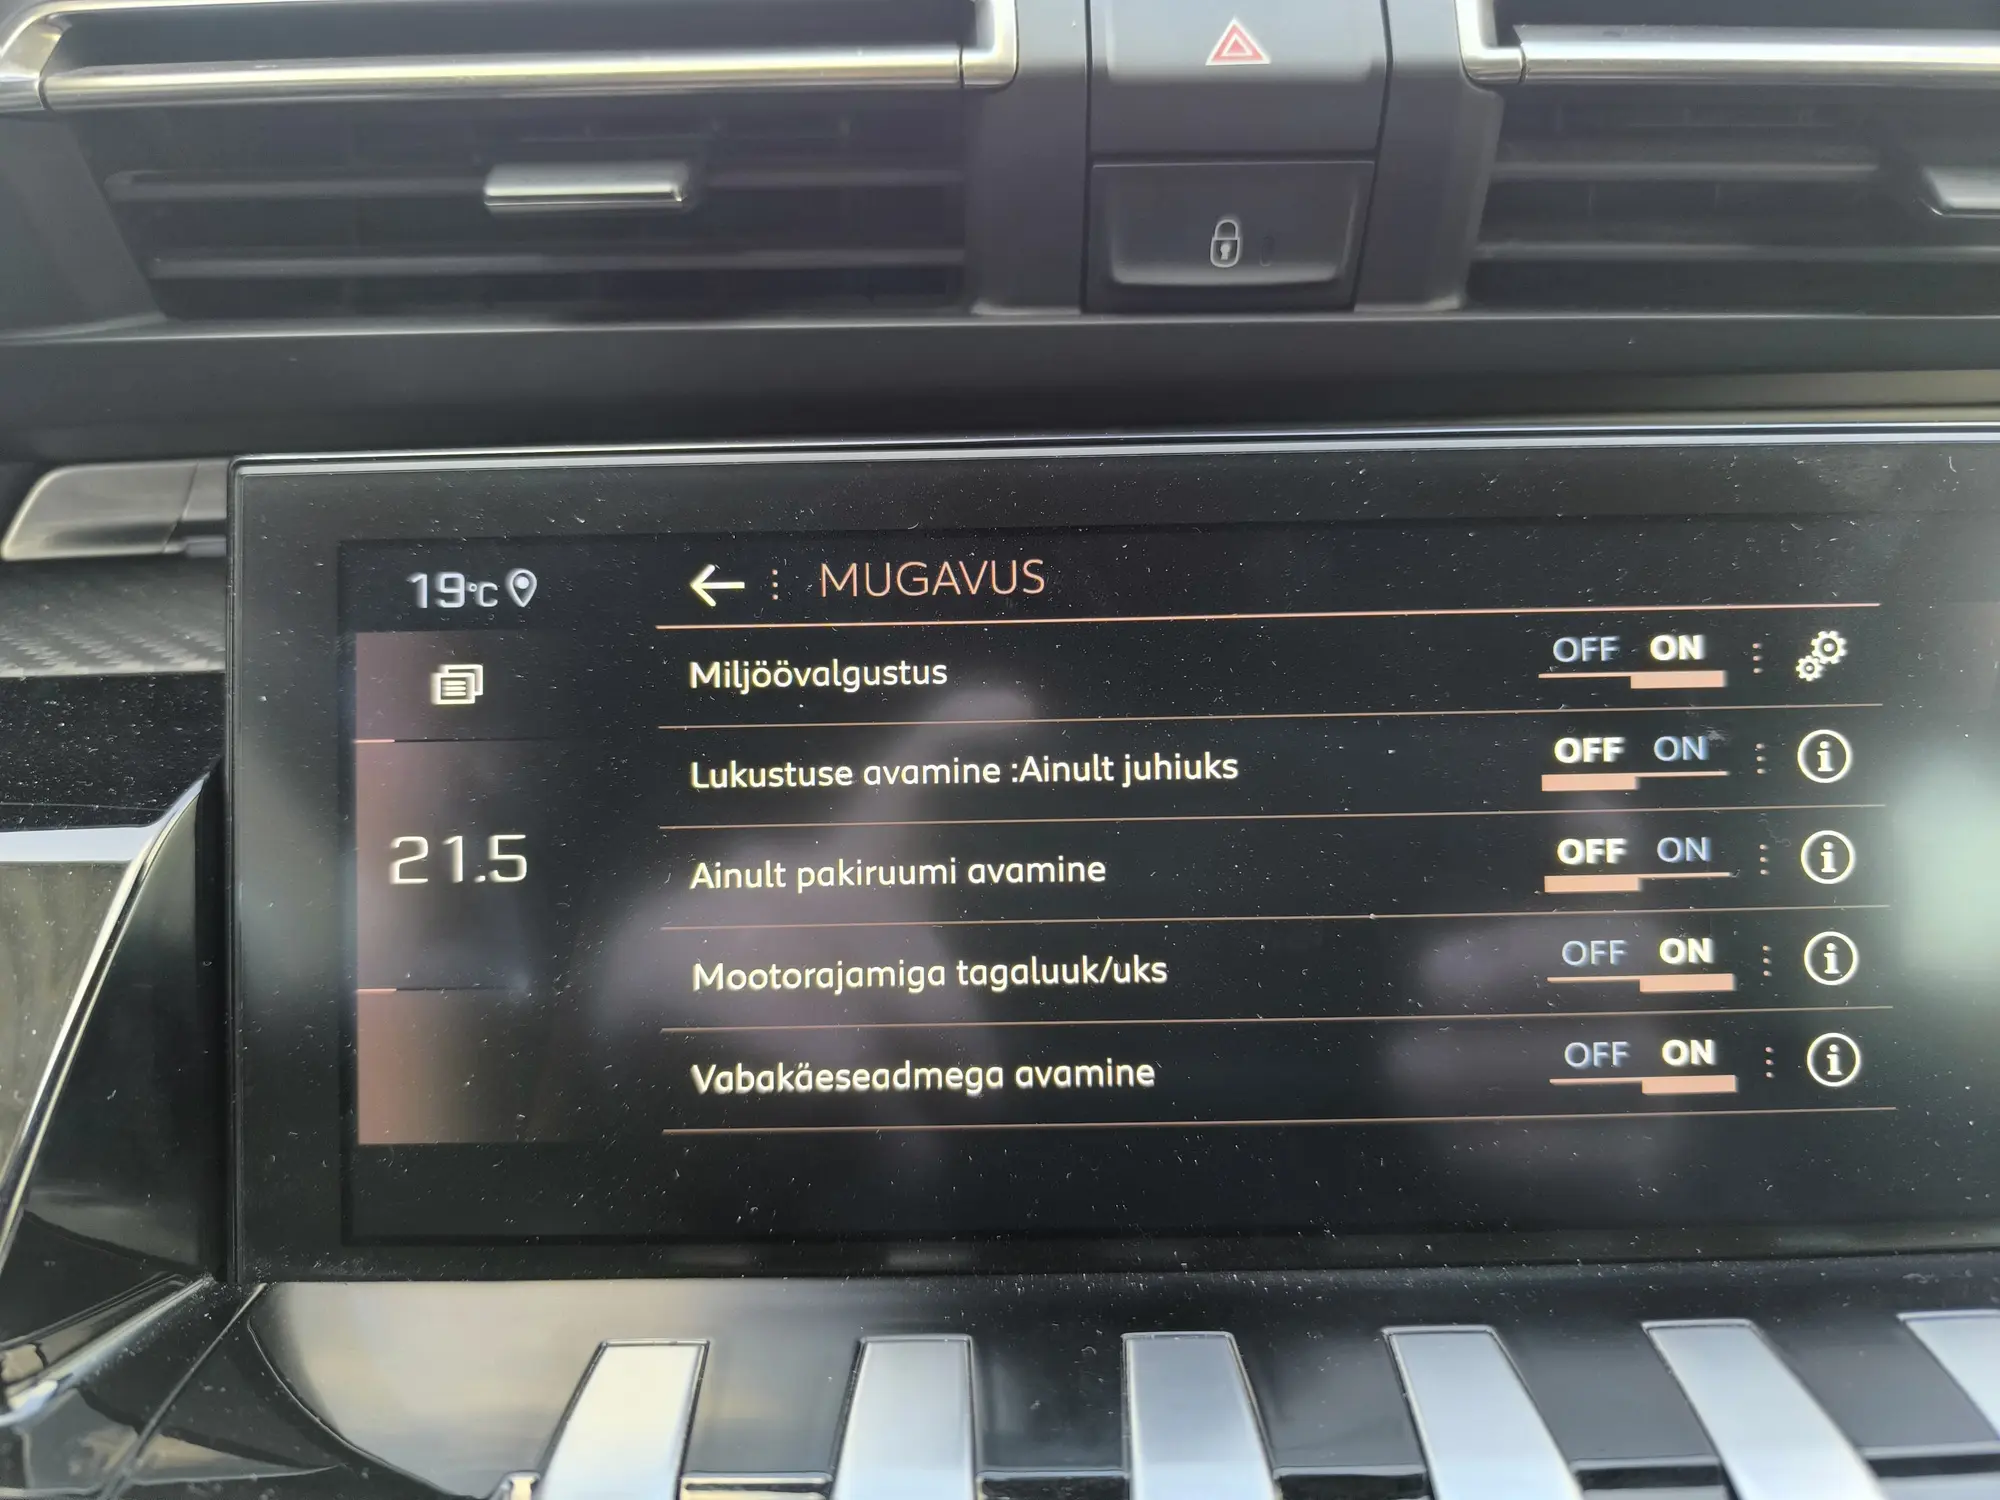 19°C
MUGAVUS
Miljöövalgustus OFF ON
Lukustuse avamine :Ainult juhiuks OFF ON
21.5
Ainult pakiruumi avamine OFF ON
Mootorajamiga tagaluuk/uks OFF ON
Vabakäeseadmega avamine OFF ON